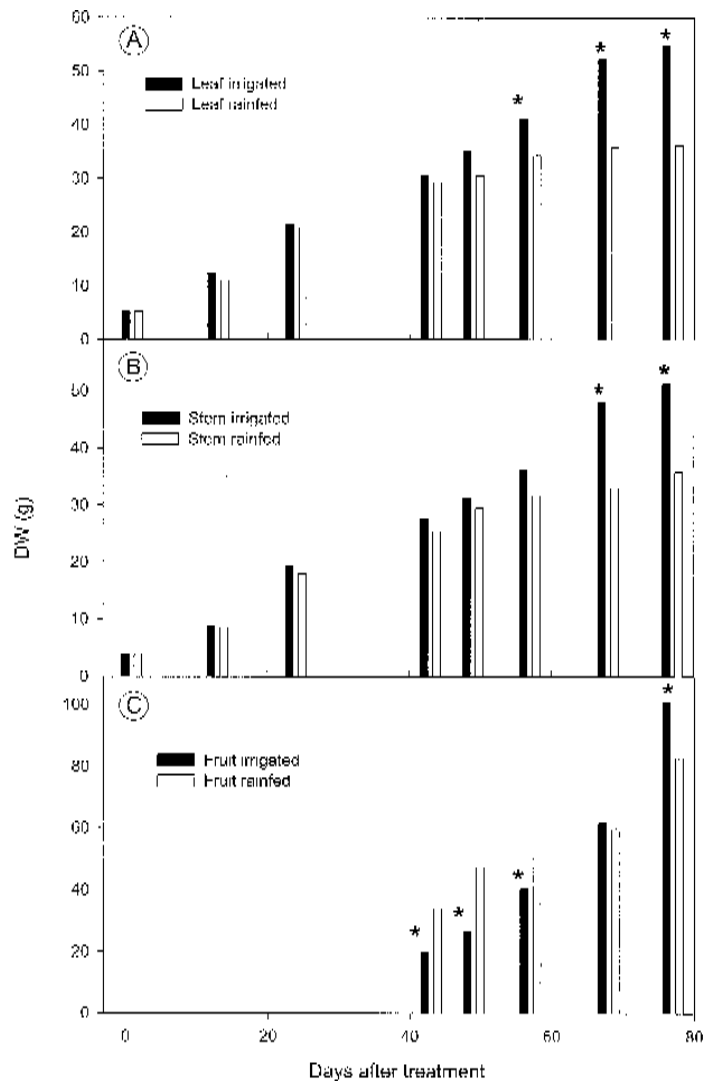 60
A
Leaf irrigated
Leaf rainfed
*
*
*
50
40
30
20
10
0
B
Stem irrigated
Stem rainfed
*
*
50
40
30
20
10
0
DW (g)
C
Fruit irrigated
Fruit rainfed
*
*
*
*
100
80
60
40
20
0
0 20 40 60 80
Days after treatment